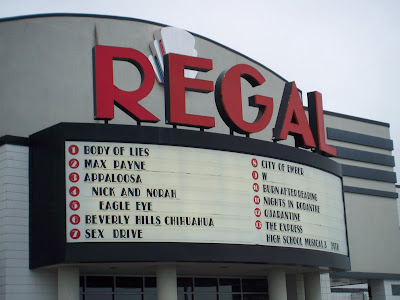 REGAL
1 BODY OF LIES
2 MAX PAYNE
3 APPALOOSA
4 NICK AND NORAH
5 EAGLE EYE
6 BEVERLY HILLS CHIHUAHUA
7 SEX DRIVE
8 CITY OF EMBER
9 W
10 BURN AFTER READING
11 NIGHTS IN RODANTHE
12 QUARANTINE
13 THE EXPRESS
HIGH SCHOOL MUSICAL 3